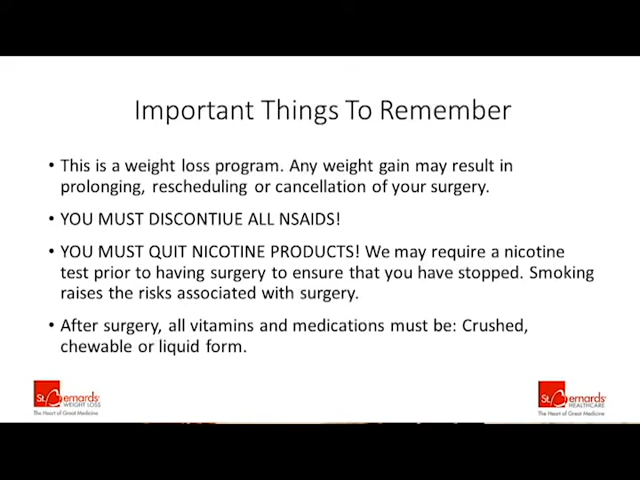 Important Things To Remember
• This is a weight loss program. Any weight gain may result in
prolonging, rescheduling or cancellation of your surgery.
• YOU MUST DISCONTIUE ALL NSAIDS!
• YOU MUST QUIT NICOTINE PRODUCTS! We may require a nicotine
test prior to having surgery to ensure that you have stopped. Smoking
raises the risks associated with surgery.
• After surgery, all vitamins and medications must be: Crushed,
chewable or liquid form.
St. Bernards
WEIGHT LOSS
The Heart of Great Medicine
St. Bernards
HEALTHCARE
The Heart of Great Medicine